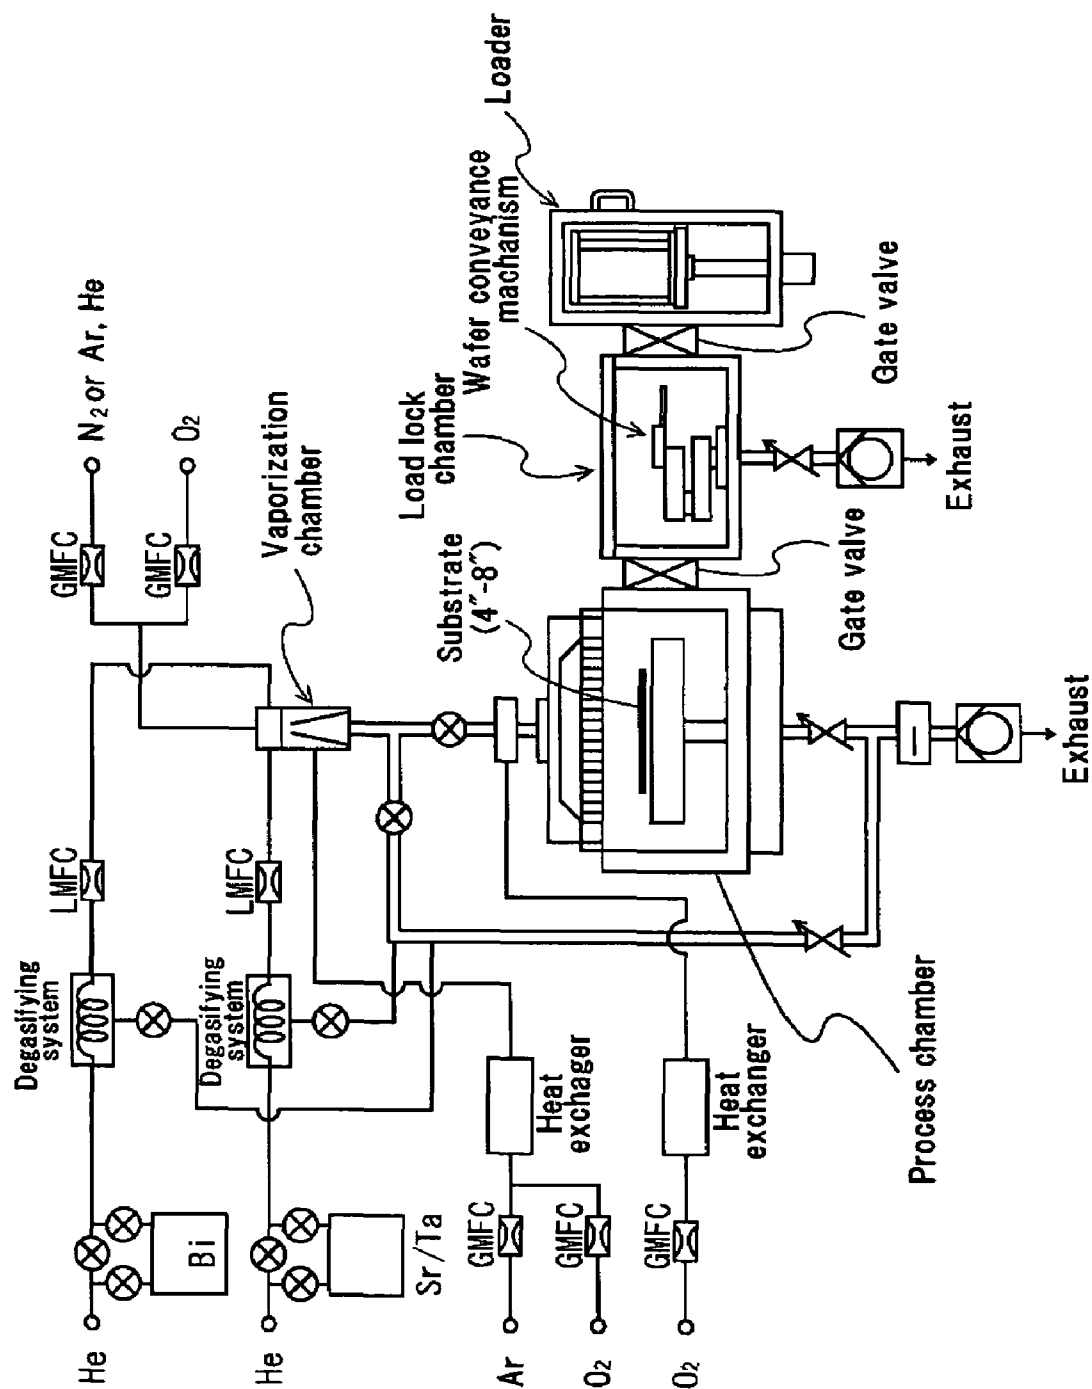 He
Bi
Degasifying
system
LMFC
GMFC
N2 or Ar, He
GMFC
O2
He
Sr/Ta
Degasifying
system
LMFC
Vaporization
chamber
Ar
GMFC
Heat
exchager
O2
GMFC
O2
GMFC
Heat
exchanger
Substrate
(4"-8")
Load lock
chamber
Wafer conveyance
machanism
Loader
Process chamber
Gate valve
Gate valve
Exhaust
Exhaust